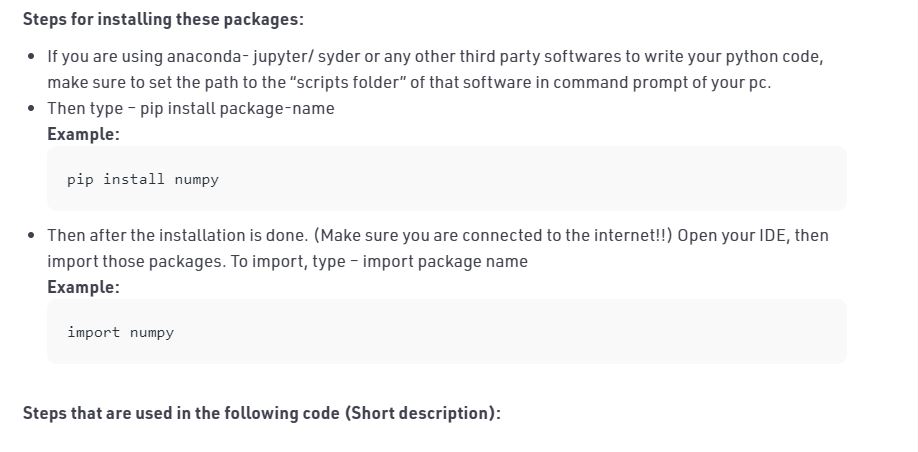 Steps for installing these packages:
• If you are using anaconda- jupyter/ syder or any other third party softwares to write your python code,
make sure to set the path to the “scripts folder” of that software in command prompt of your pc.
• Then type – pip install package-name
Example:
pip install numpy
• Then after the installation is done. (Make sure you are connected to the internet!!) Open your IDE, then
import those packages. To import, type – import package name
Example:
import numpy
Steps that are used in the following code (Short description):